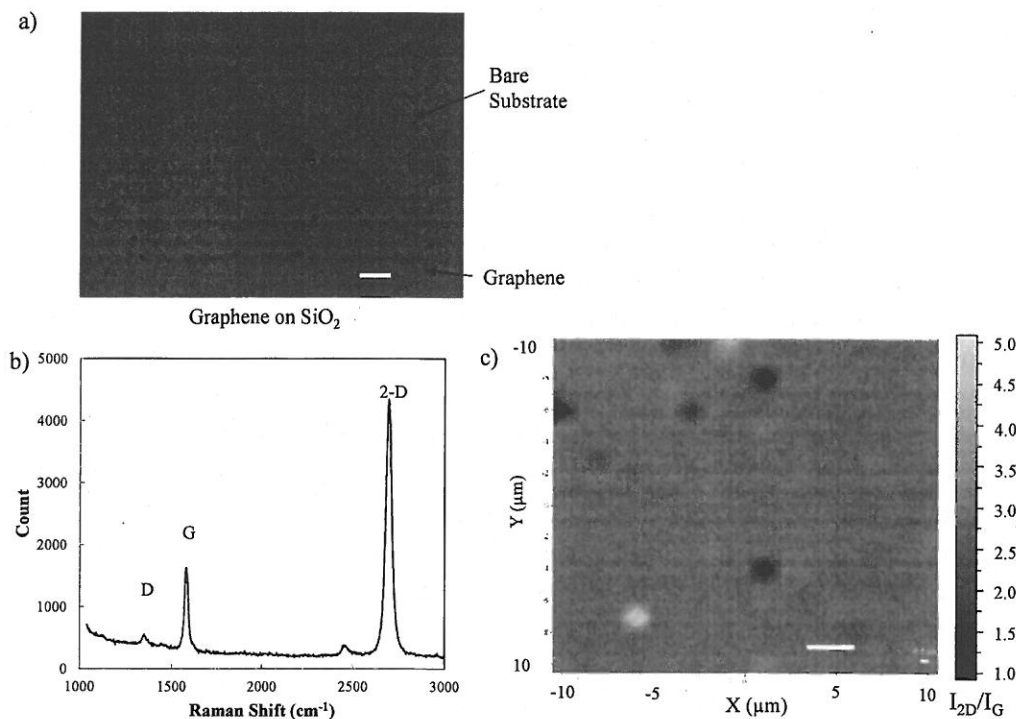 a)
Bare
Substrate
Graphene
Graphene on SiO₂
b)
5000
4000
3000
2000
1000
0
Count
D
G
2-D
1000
1500
2000
2500
3000
Raman Shift (cm⁻¹)
c)
-10
10
Y (µm)
-10
-5
5
10
X (µm)
5.0
4.5
4.0
3.5
3.0
2.5
2.0
1.5
1.0
I₂D/IG